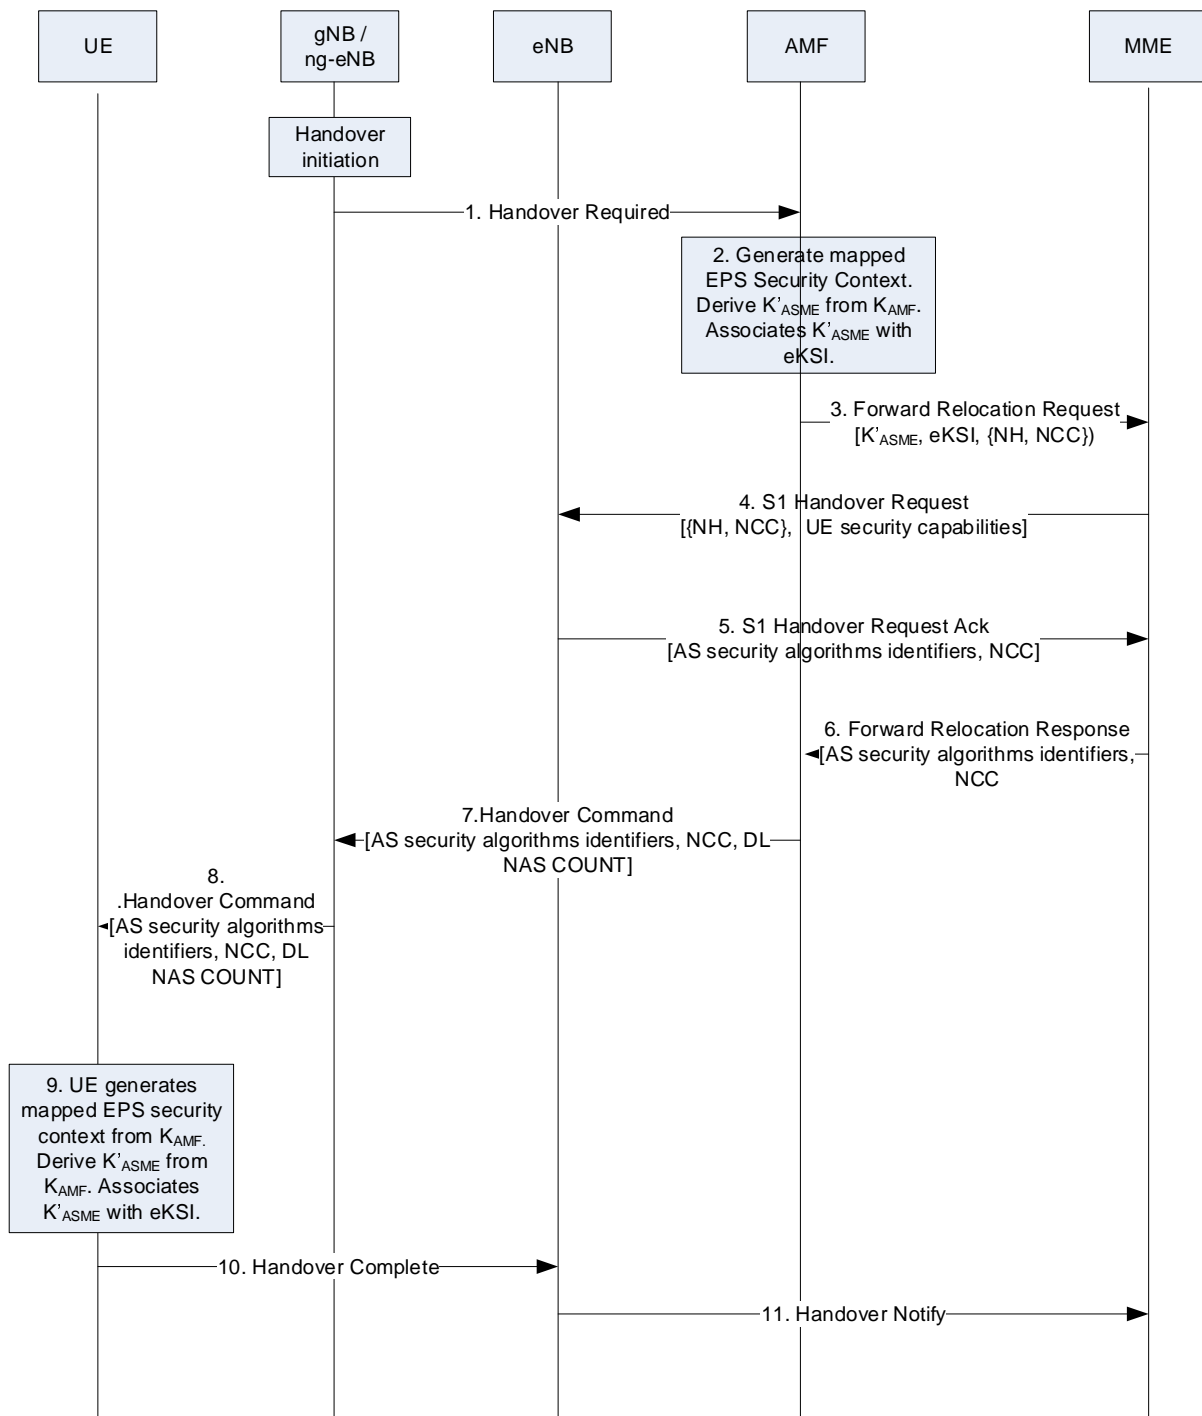 UE
gNB /
ng-eNB
eNB
AMF
MME
Handover
initiation
1. Handover Required
2. Generate mapped
EPS Security Context.
Derive K’ASME from KAMF.
Associates K’ASME with
eKSI.
3. Forward Relocation Request
[K’ASME, eKSI, {NH, NCC})
4. S1 Handover Request
[{NH, NCC}, UE security capabilities]
5. S1 Handover Request Ack
[AS security algorithms identifiers, NCC]
6. Forward Relocation Response
[AS security algorithms identifiers,
NCC
7.Handover Command
[AS security algorithms identifiers, NCC, DL
NAS COUNT]
8.
.Handover Command
[AS security algorithms
identifiers, NCC, DL
NAS COUNT]
9. UE generates
mapped EPS security
context from KAMF.
Derive K’ASME from
KAMF. Associates
K’ASME with eKSI.
10. Handover Complete
11. Handover Notify